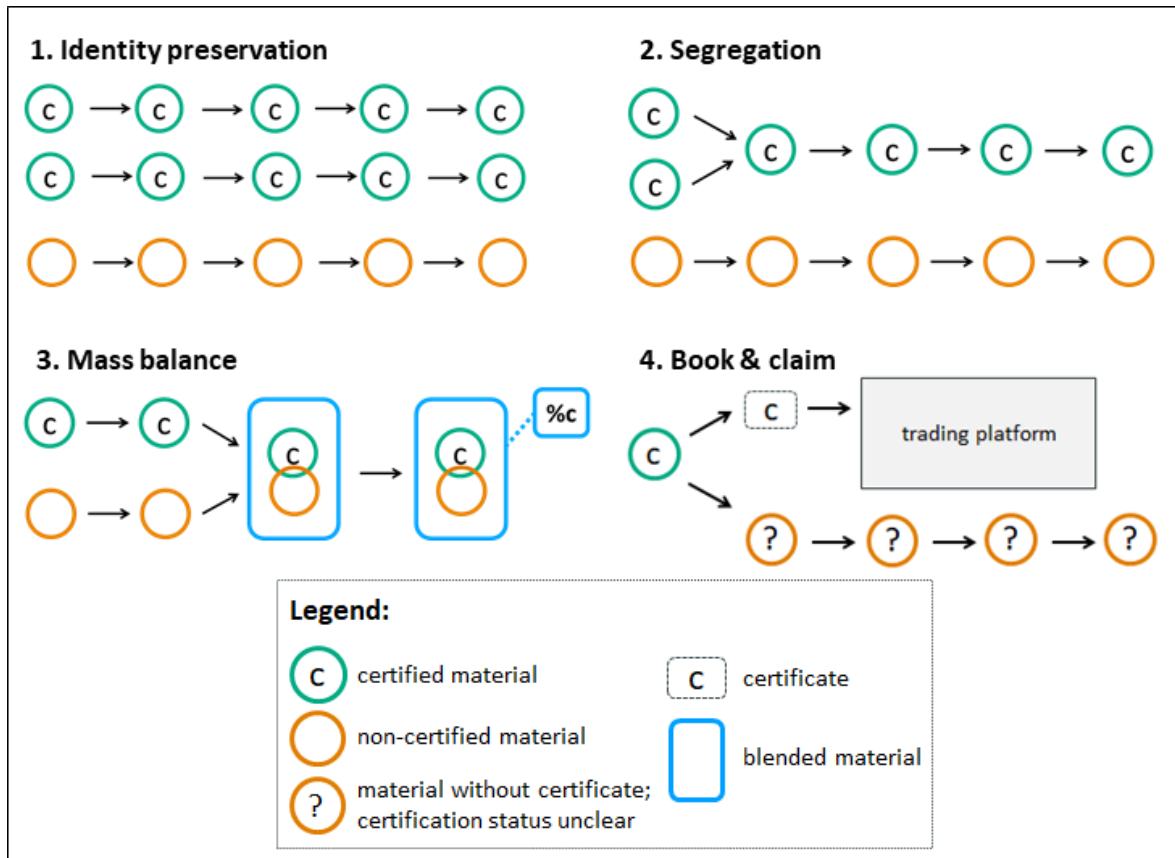 1. Identity preservation
c c c c c
c c c c c
2. Segregation
c
c
c c c c
3. Mass balance
c c
c c
%c
4. Book & claim
c
c
trading platform
? ? ? ?
Legend:
c certified material
non-certified material
? material without certificate;
certification status unclear
c certificate
blended material